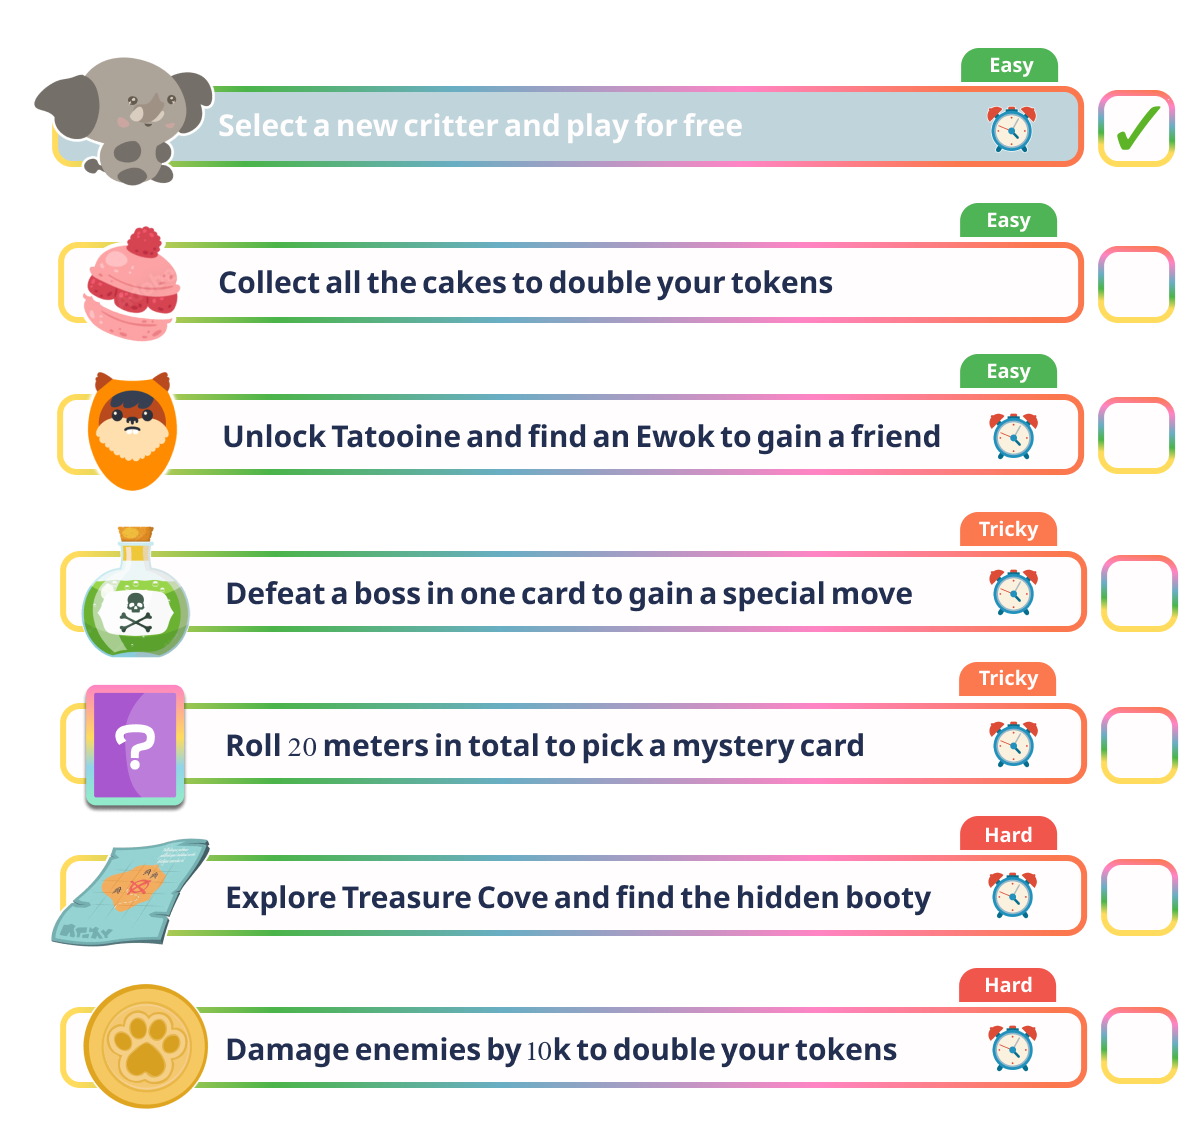 Easy
Select a new critter and play for free
Easy
Collect all the cakes to double your tokens
Easy
Unlock Tatooine and find an Ewok to gain a friend
Tricky
Defeat a boss in one card to gain a special move
Tricky
?
Roll 20 meters in total to pick a mystery card
Hard
Explore Treasure Cove and find the hidden booty
Hard
Damage enemies by 10k to double your tokens